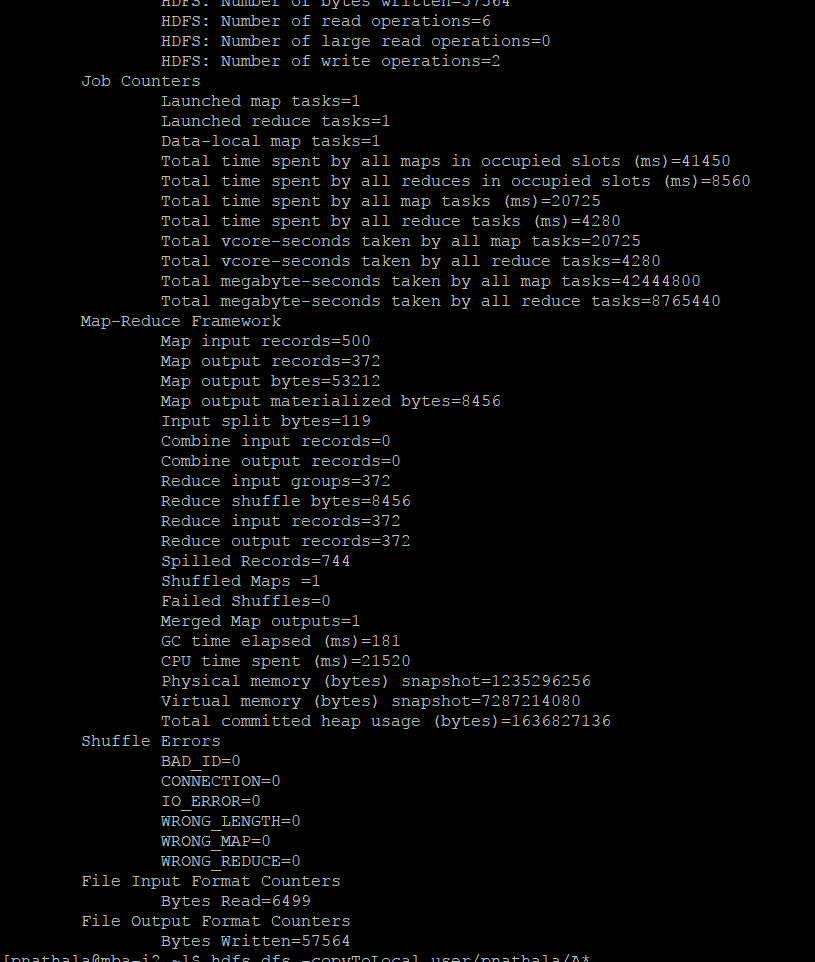 HDFS: Number of bytes written=57564
HDFS: Number of read operations=6
HDFS: Number of large read operations=0
HDFS: Number of write operations=2
Job Counters
Launched map tasks=1
Launched reduce tasks=1
Data-local map tasks=1
Total time spent by all maps in occupied slots (ms)=41450
Total time spent by all reduces in occupied slots (ms)=8560
Total time spent by all map tasks (ms)=20725
Total time spent by all reduce tasks (ms)=4280
Total vcore-seconds taken by all map tasks=20725
Total vcore-seconds taken by all reduce tasks=4280
Total megabyte-seconds taken by all map tasks=42444800
Total megabyte-seconds taken by all reduce tasks=8765440
Map-Reduce Framework
Map input records=500
Map output records=372
Map output bytes=53212
Map output materialized bytes=8456
Input split bytes=119
Combine input records=0
Combine output records=0
Reduce input groups=372
Reduce shuffle bytes=8456
Reduce input records=372
Reduce output records=372
Spilled Records=744
Shuffled Maps =1
Failed Shuffles=0
Merged Map outputs=1
GC time elapsed (ms)=181
CPU time spent (ms)=21520
Physical memory (bytes) snapshot=1235296256
Virtual memory (bytes) snapshot=7287214080
Total committed heap usage (bytes)=1636827136
Shuffle Errors
BAD_ID=0
CONNECTION=0
IO_ERROR=0
WRONG_LENGTH=0
WRONG_MAP=0
WRONG_REDUCE=0
File Input Format Counters
Bytes Read=6499
File Output Format Counters
Bytes Written=57564
[pnathala@mba-i2 ~]$ hdfs dfs -copyToLocal user/pnathala/A*